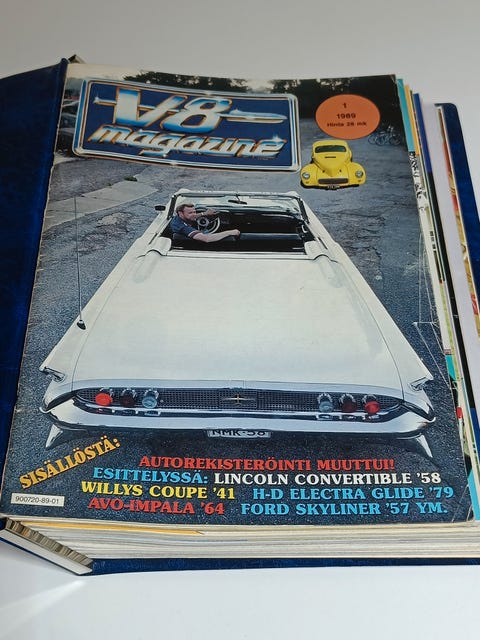 V8
magazine
1
1989
Hinta 28 mk
NMK-58
SISÄLLÖSTÄ:
AUTOREKISTERÖINTI MUUTTUI!
ESITTELYSSÄ: LINCOLN CONVERTIBLE '58
WILLYS COUPE '41 H-D ELECTRA GLIDE '79
AVO-IMPALA '64 FORD SKYLINER '57 YM.
900720-89-01